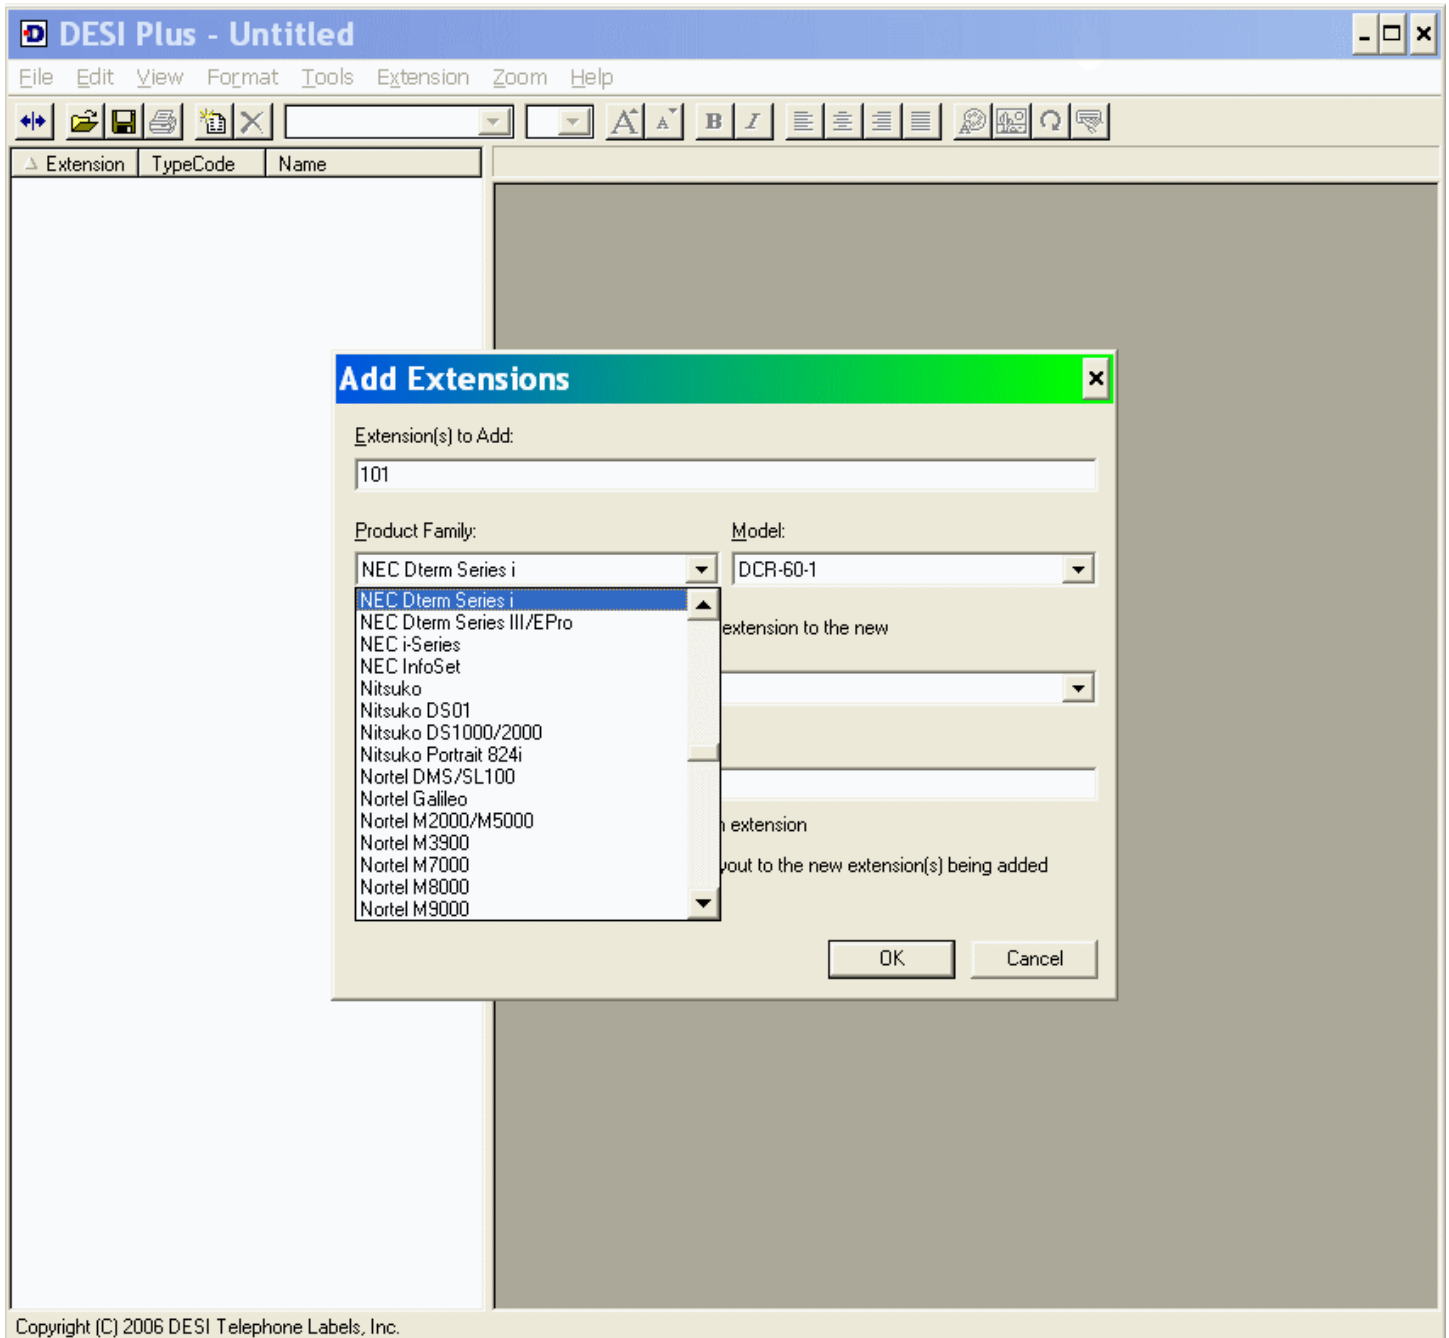 DESI Plus - Untitled
File Edit View Format Tools Extension Zoom Help
A A B I
Extension TypeCode Name
Add Extensions
Extension(s) to Add:
101
Product Family: Model:
NEC Dterm Series i DCR-60-1
NEC Dterm Series i
NEC Dterm Series III/EPro
extension to the new
NEC i-Series
NEC InfoSet
Nitsuko
Nitsuko DS01
Nitsuko DS1000/2000
Nitsuko Portrait 824i
Nortel DMS/SL100
Nortel Galileo
Nortel M2000/M5000
extension
Nortel M3900
Nortel M7000
out to the new extension(s) being added
Nortel M8000
Nortel M9000
OK Cancel
Copyright (C) 2006 DESI Telephone Labels, Inc.